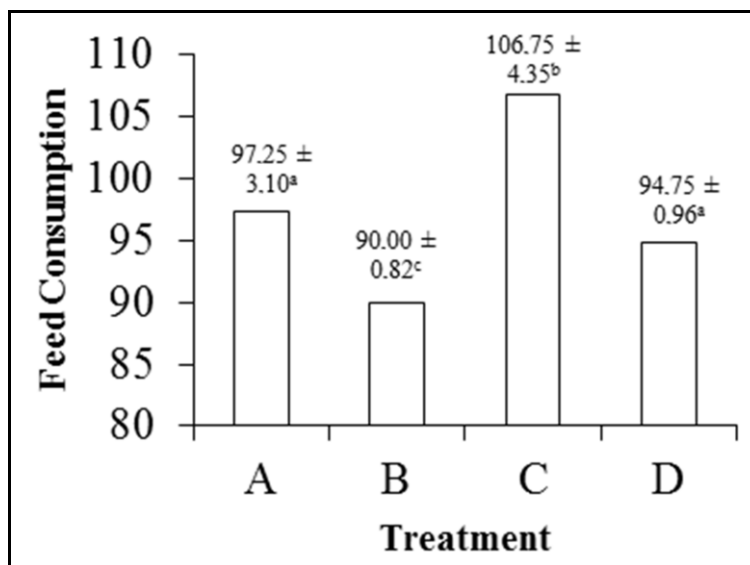 Feed Consumption
110
105
100
95
90
85
80
97.25 ±
3.10ᵃ
90.00 ±
0.82ᶜ
106.75 ±
4.35ᵇ
94.75 ±
0.96ᵃ
A B C D
Treatment